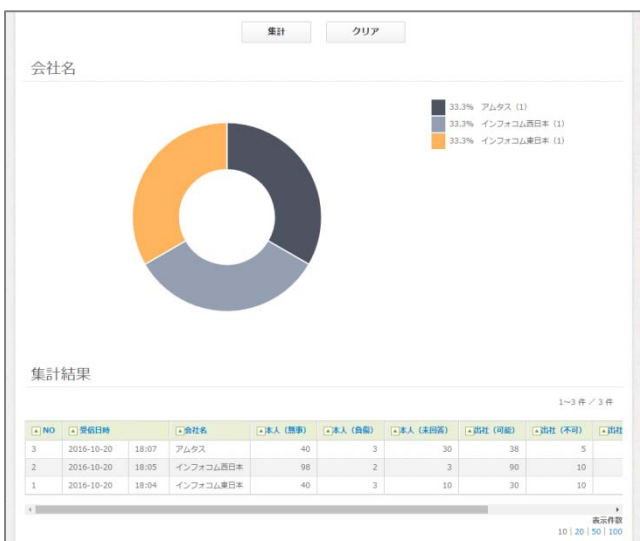 集計 クリア
会社名
33.3% アムタス (1)
33.3% インフォコム西日本 (1)
33.3% インフォコム東日本 (1)
集計結果
1～3 件 / 3 件
NO 受信日時 会社名 本人 (無事) 本人 (負傷) 本人 (未回答) 出社 (可能) 出社 (不可) 出社
3 2016-10-20 18:07 アムタス 40 3 30 38 5
2 2016-10-20 18:05 インフォコム西日本 98 2 3 90 10
1 2016-10-20 18:04 インフォコム東日本 40 3 10 30 10
表示件数
10 | 20 | 50 | 100